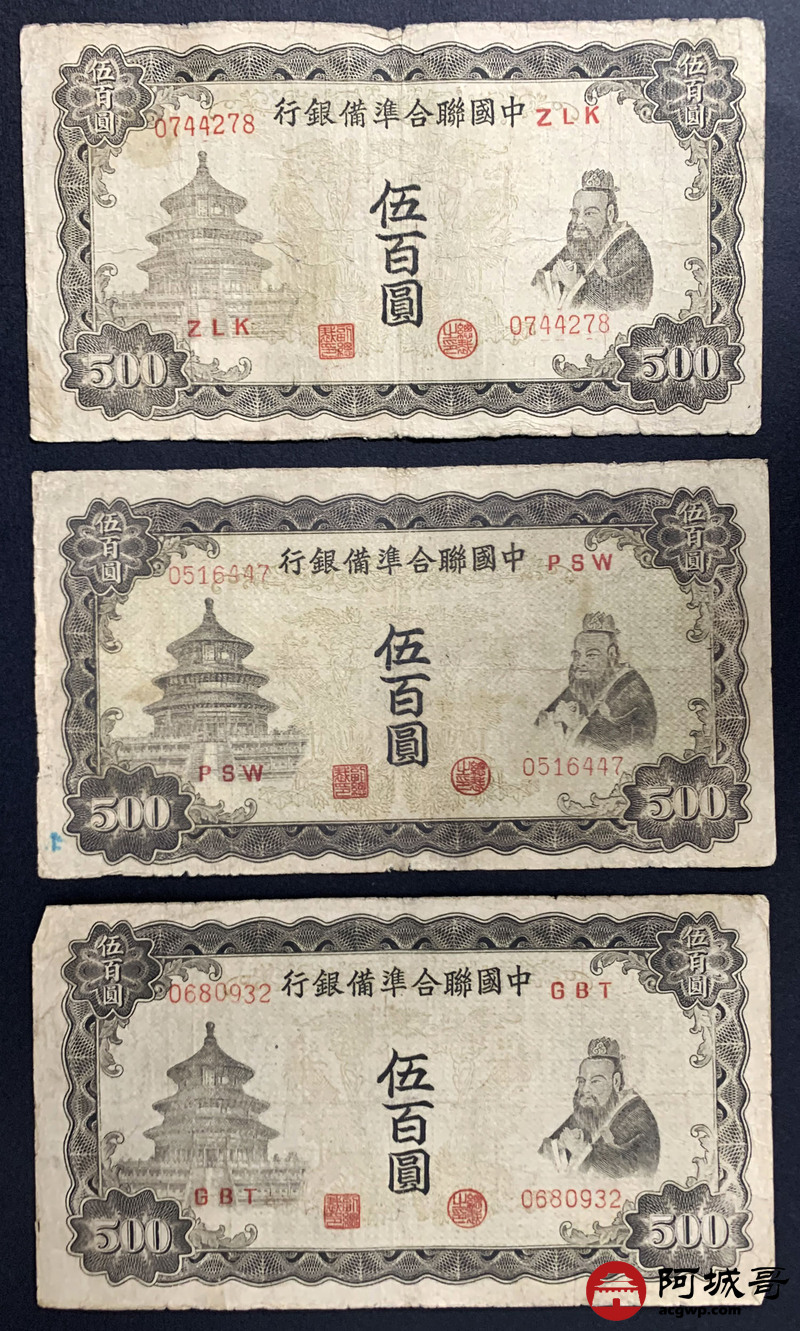 伍百圓 伍百圓
0744278 行銀備準合聯國中 ZLK
伍百圓
ZLK 0744278
500 500
伍百圓 伍百圓
0516447 行銀備準合聯國中 PSW
伍百圓
PSW 0516447
500 500
伍百圓 伍百圓
0680932 行銀備準合聯國中 GBT
伍百圓
GBT 0680932
500 500
阿城哥
acgwp.com